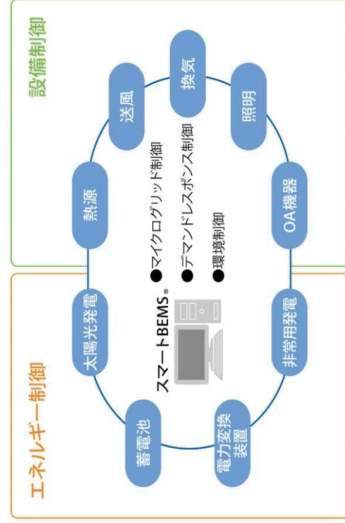 エネルギー制御
設備制御
太陽光発電
熱源
送風
蓄電池
換気
スマートBEMS®
●マイクログリッド制御
●デマンドレスポンス制御
●環境制御
電力変換
装置
照明
非常用発電
OA機器